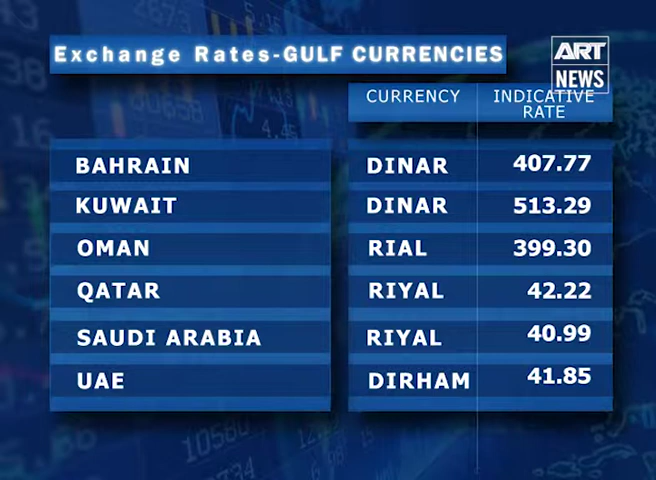 Exchange Rates-GULF CURRENCIES
ART
NEWS
CURRENCY INDICATIVE RATE
BAHRAIN DINAR 407.77
KUWAIT DINAR 513.29
OMAN RIAL 399.30
QATAR RIYAL 42.22
SAUDI ARABIA RIYAL 40.99
UAE DIRHAM 41.85
10580